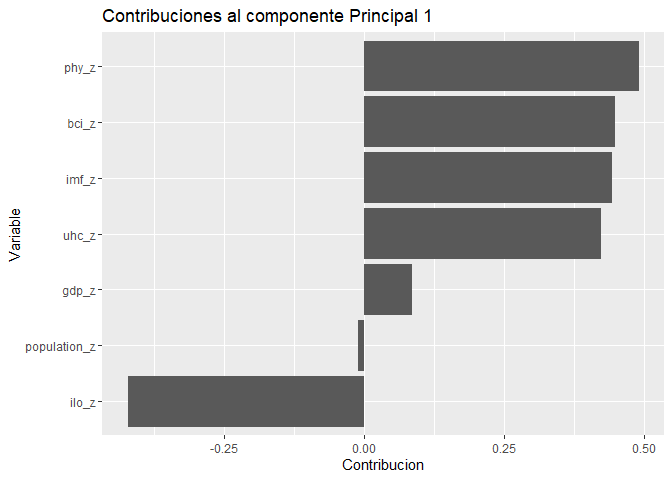 Contribuciones al componente Principal 1
Variable
phy_z
bci_z
imf_z
uhc_z
gdp_z
population_z
ilo_z
-0.25 0.00 0.25 0.50
Contribucion